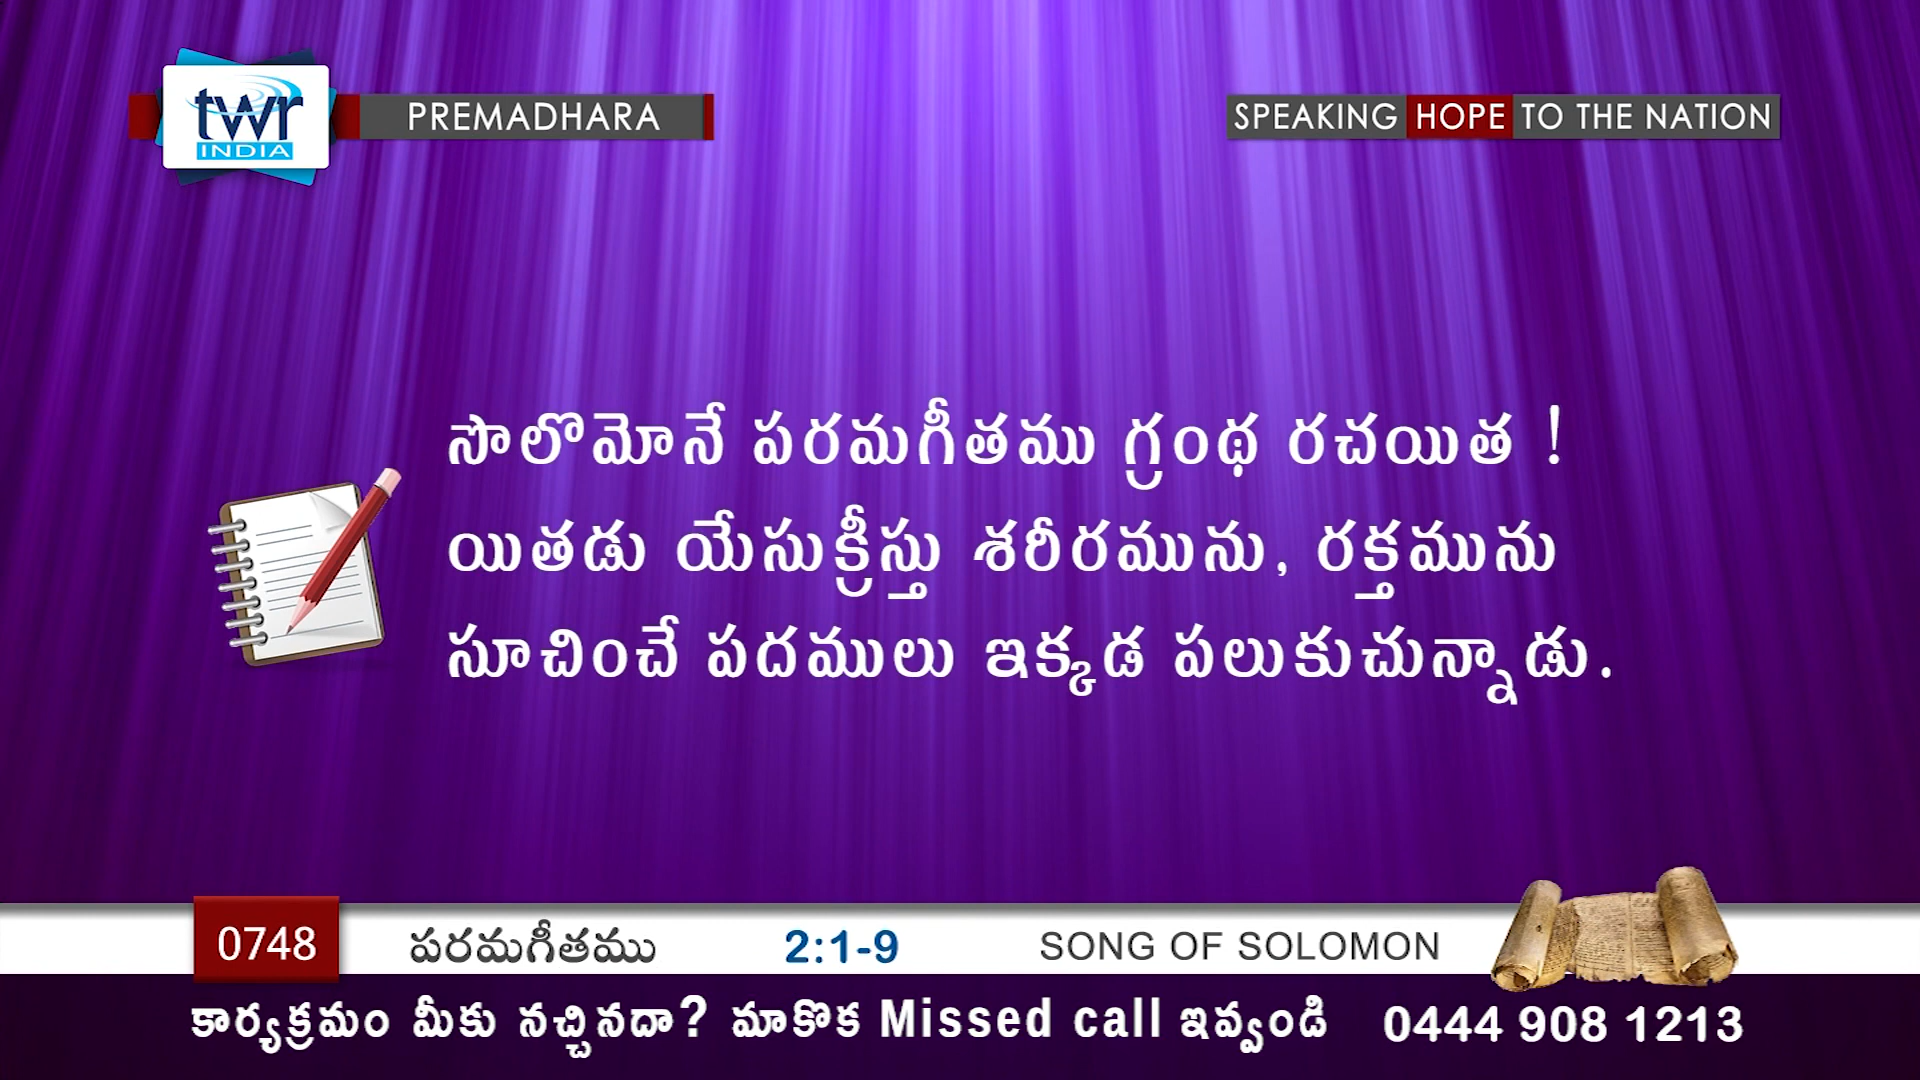 twr
INDIA
PREMADHARA
SPEAKING HOPE TO THE NATION
సొలొమోనే పరమగీతము గ్రంథ రచయిత !
యితడు యేసుక్రీస్తు శరీరమును, రక్తమును
సూచించే పదములు ఇక్కడ పలుకుచున్నాడు.
0748 పరమగీతము 2:1-9 SONG OF SOLOMON
కార్యక్రమం మీకు నచ్చినదా? మాకొక Missed call ఇవ్వండి 0444 908 1213